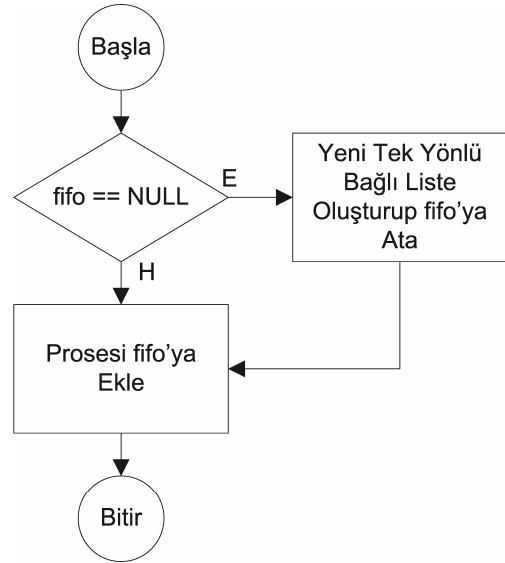 Başla
fifo == NULL
E
Yeni Tek Yönlü
Bağlı Liste
Oluşturup fifo’ya
Ata
H
Prosesi fifo’ya
Ekle
Bitir